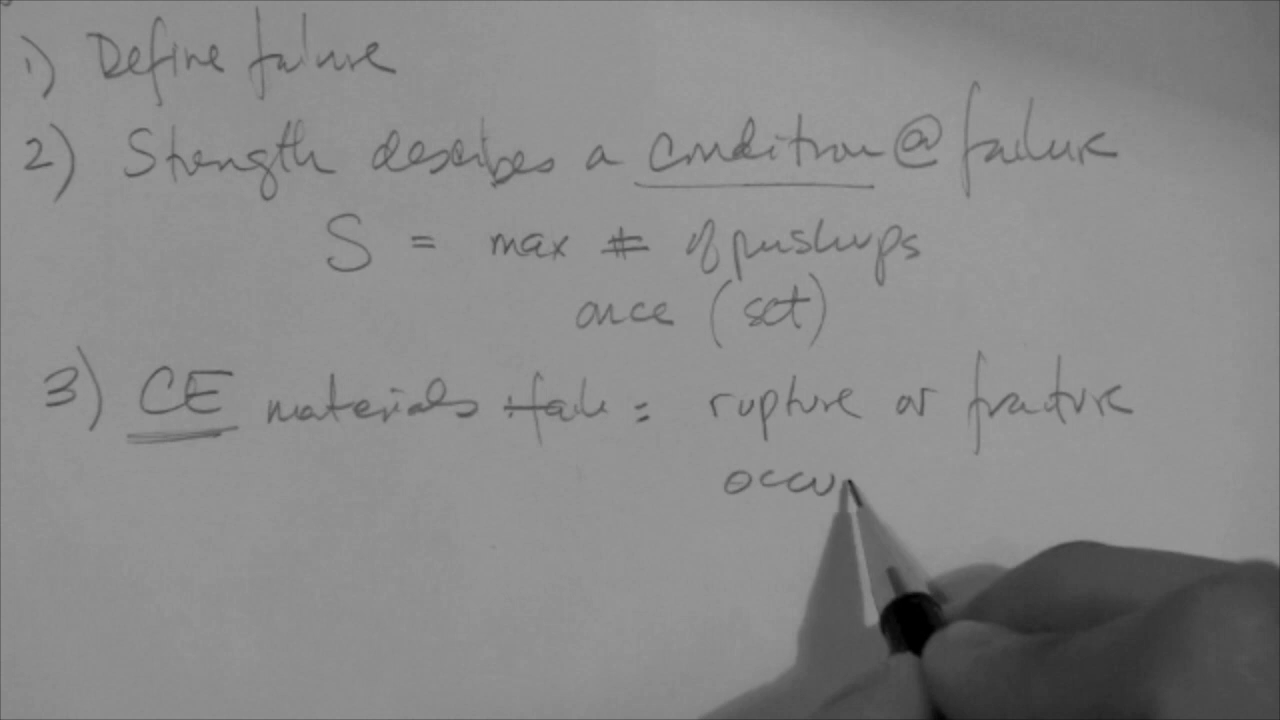 1) Define failure
2) Strength describes a condition @ failure
S = max # of pushups
once (set)
3) CE materials fail = rupture or fracture
occu